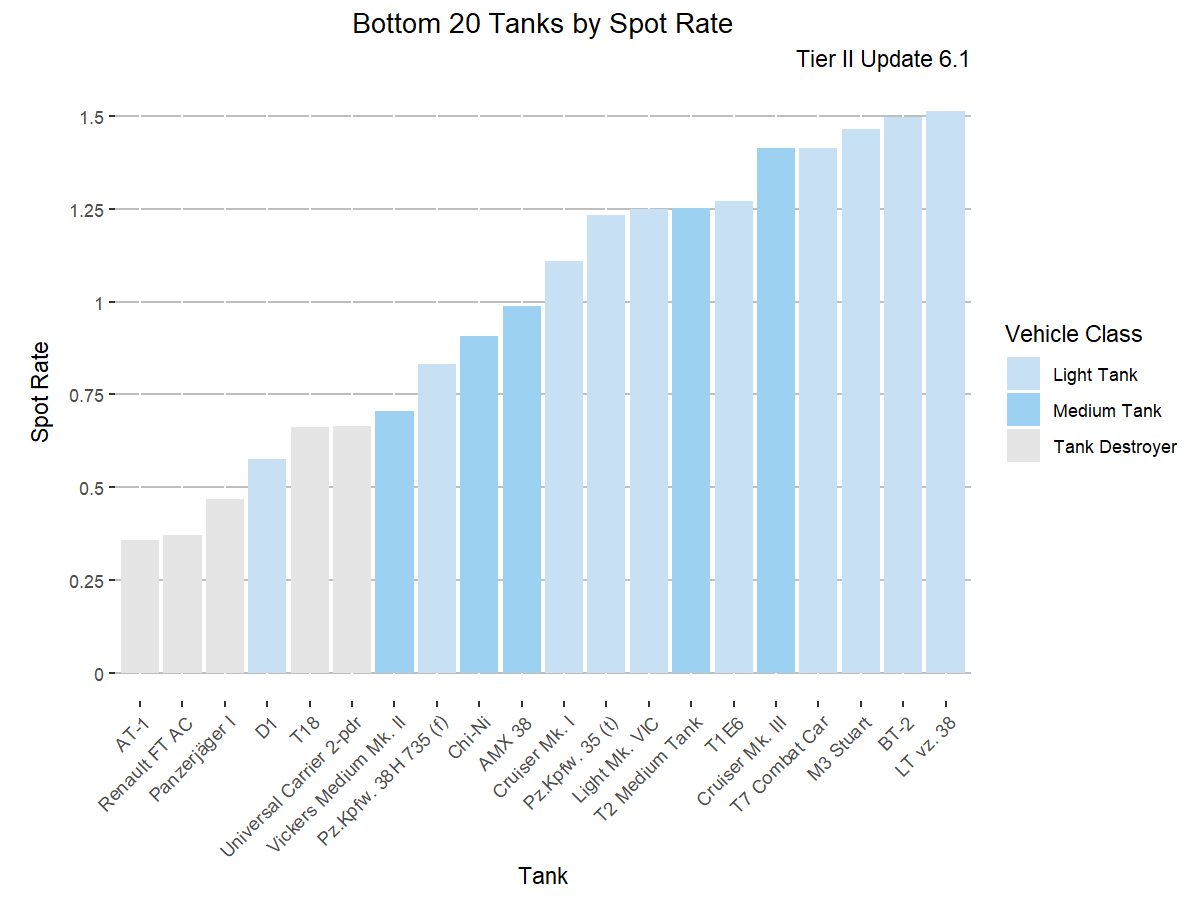 Bottom 20 Tanks by Spot Rate
Tier II Update 6.1
1.5
1.25
1
0.75
0.5
0.25
0
Spot Rate
AT-1
Renault FT AC
Panzerjäger I
D1
T18
Universal Carrier 2-pdr
Vickers Medium Mk. II
Pz.Kpfw. 38 H 735 (f)
Chi-Ni
AMX 38
Cruiser Mk. I
Pz.Kpfw. 35 (t)
Light Mk. VIC
T2 Medium Tank
T1 E6
Cruiser Mk. III
T7 Combat Car
M3 Stuart
BT-2
LT vz. 38
Tank
Vehicle Class
Light Tank
Medium Tank
Tank Destroyer